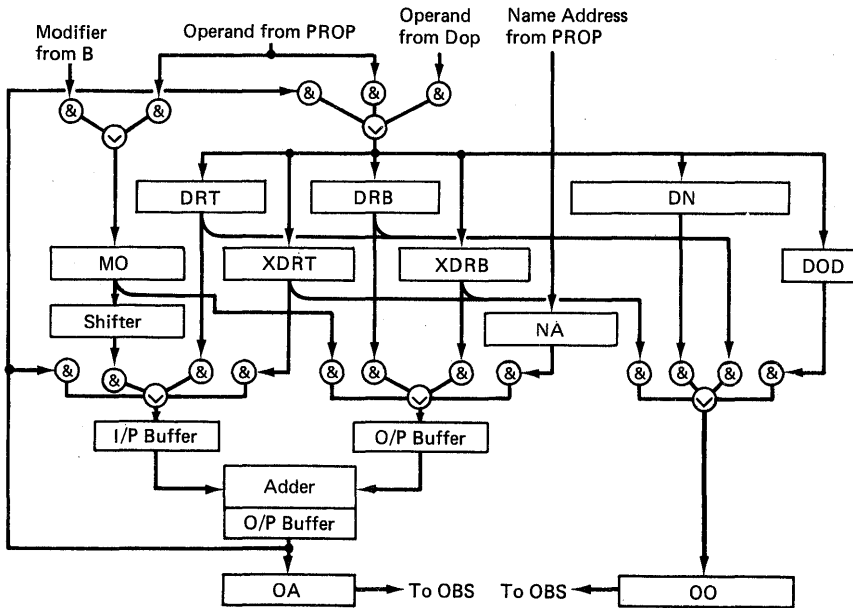 Modifier
from B
Operand from PROP
Operand
from Dop
Name Address
from PROP
& & & & &
DRT
DRB
DN
MO
XDRT
XDRB
DOD
Shifter
NA
& & & & & & & & & & & &
I/P Buffer
O/P Buffer
Adder
O/P Buffer
OA
To OBS
To OBS
OO